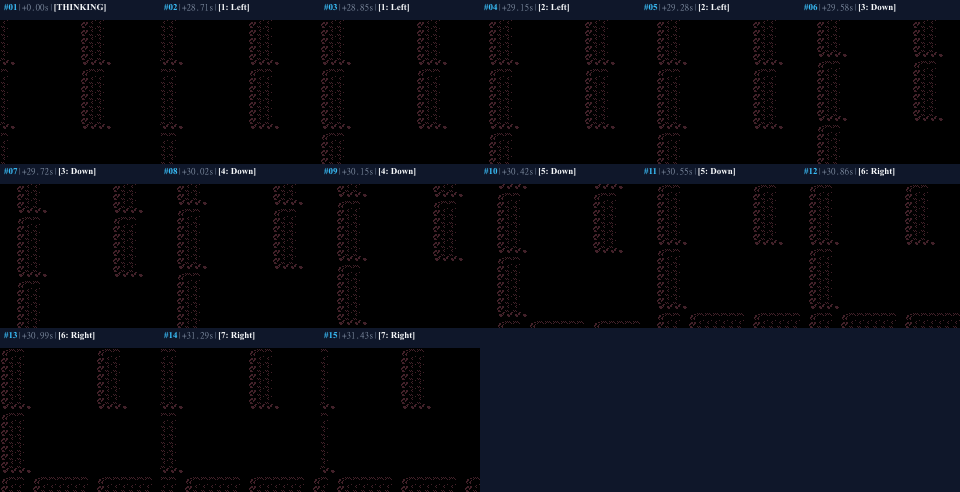 #01 | +0.00s | [THINKING]
#02 | +28.71s | [1: Left]
#03 | +28.85s | [1: Left]
#04 | +29.15s | [2: Left]
#05 | +29.28s | [2: Left]
#06 | +29.58s | [3: Down]
#07 | +29.72s | [3: Down]
#08 | +30.02s | [4: Down]
#09 | +30.15s | [4: Down]
#10 | +30.42s | [5: Down]
#11 | +30.55s | [5: Down]
#12 | +30.86s | [6: Right]
#13 | +30.99s | [6: Right]
#14 | +31.29s | [7: Right]
#15 | +31.43s | [7: Right]